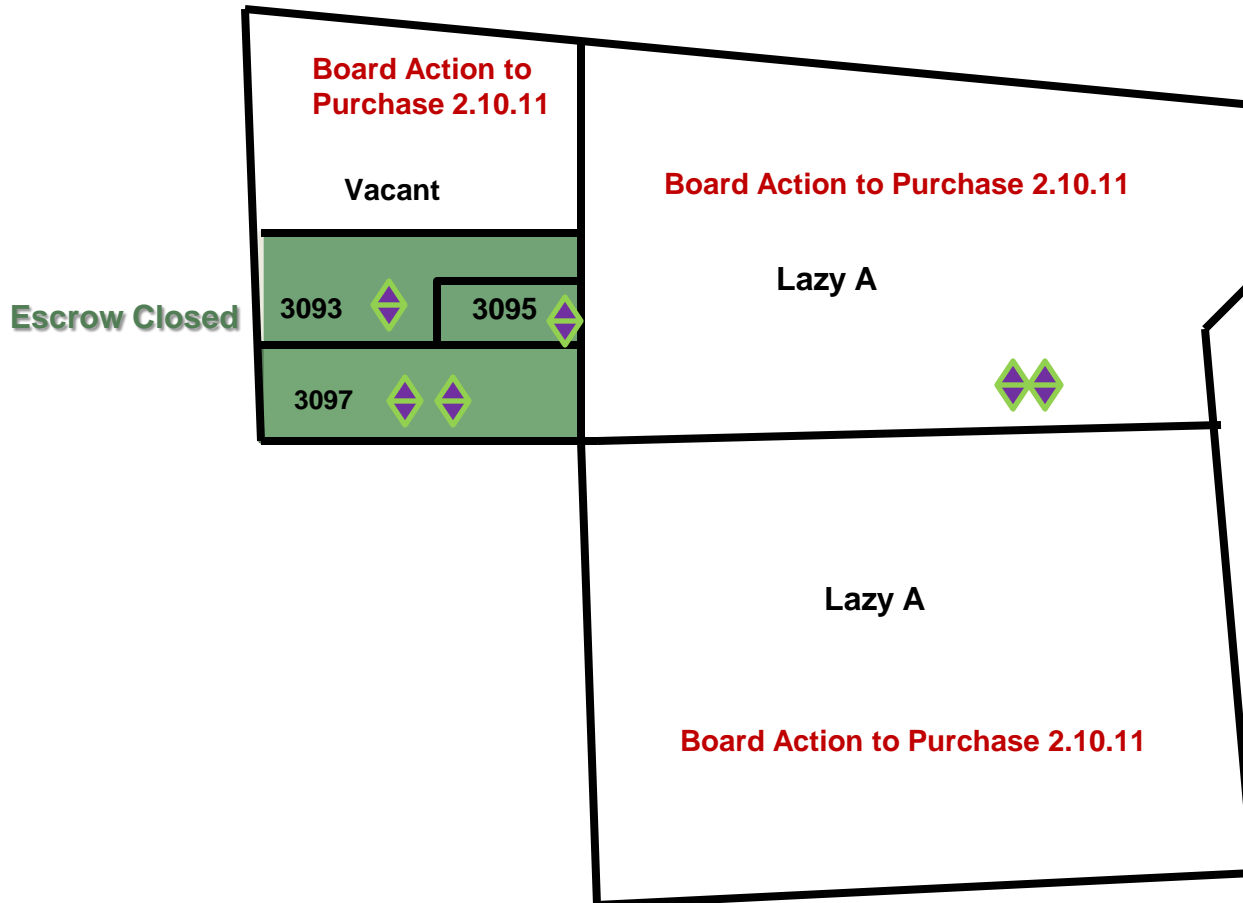 Board Action to
Purchase 2.10.11
Vacant
Board Action to Purchase 2.10.11
Lazy A
Escrow Closed
3093
3095
3097
Lazy A
Board Action to Purchase 2.10.11